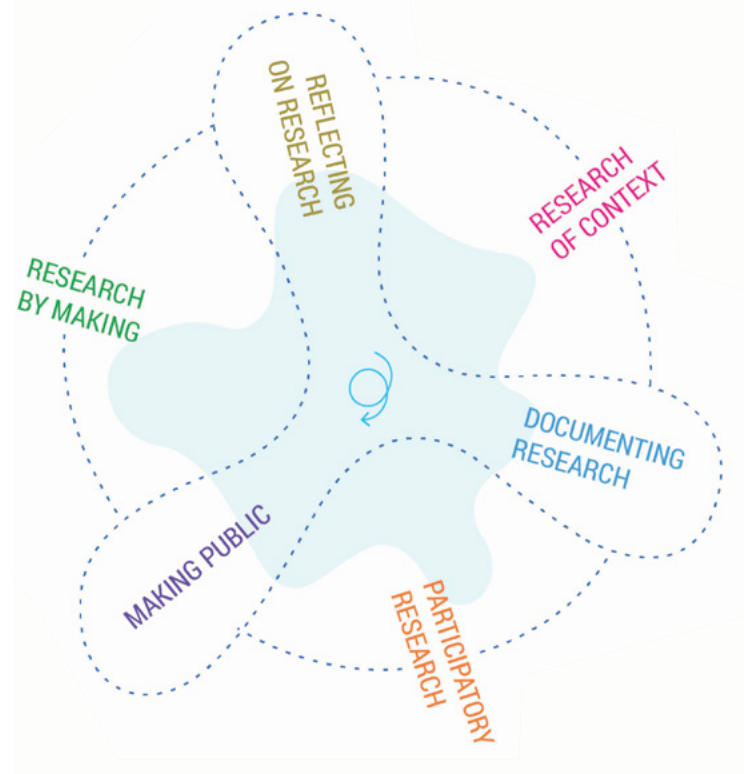 REFLECTING
ON RESEARCH
RESEARCH
OF CONTEXT
RESEARCH
BY MAKING
DOCUMENTING
RESEARCH
MAKING PUBLIC
PARTICIPATORY
RESEARCH